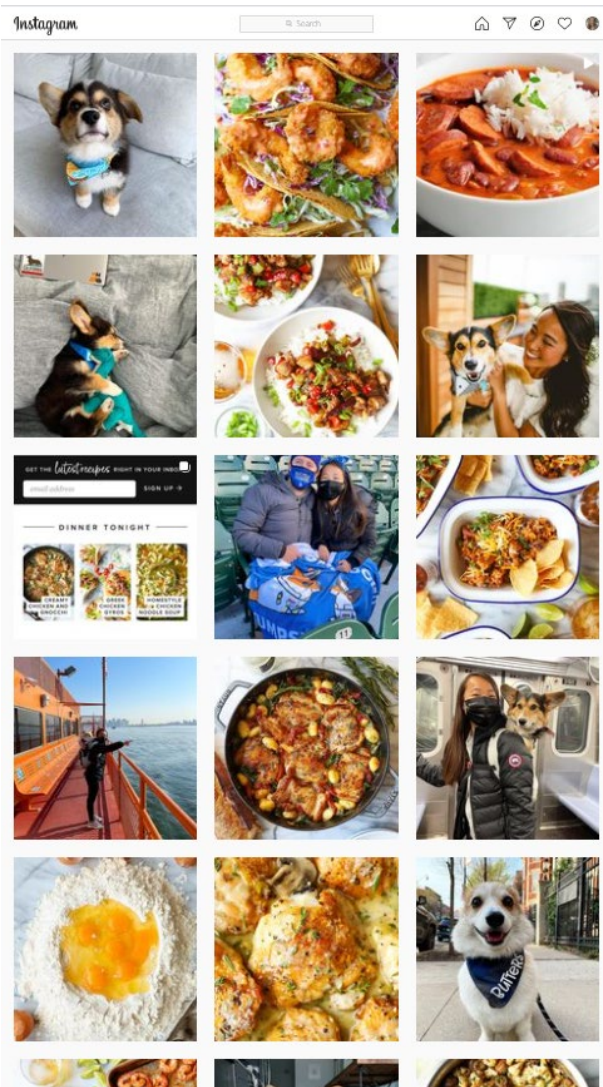 Instagram
Search
GET THE latest recipes RIGHT IN YOUR INBOX
email address
SIGN UP →
DINNER TONIGHT
CREAMY
CHICKEN AND
GNOCCHI
GREEK
CHICKEN
GYROS
HOMESTYLE
CHICKEN
NOODLE SOUP
11
BUTTERS